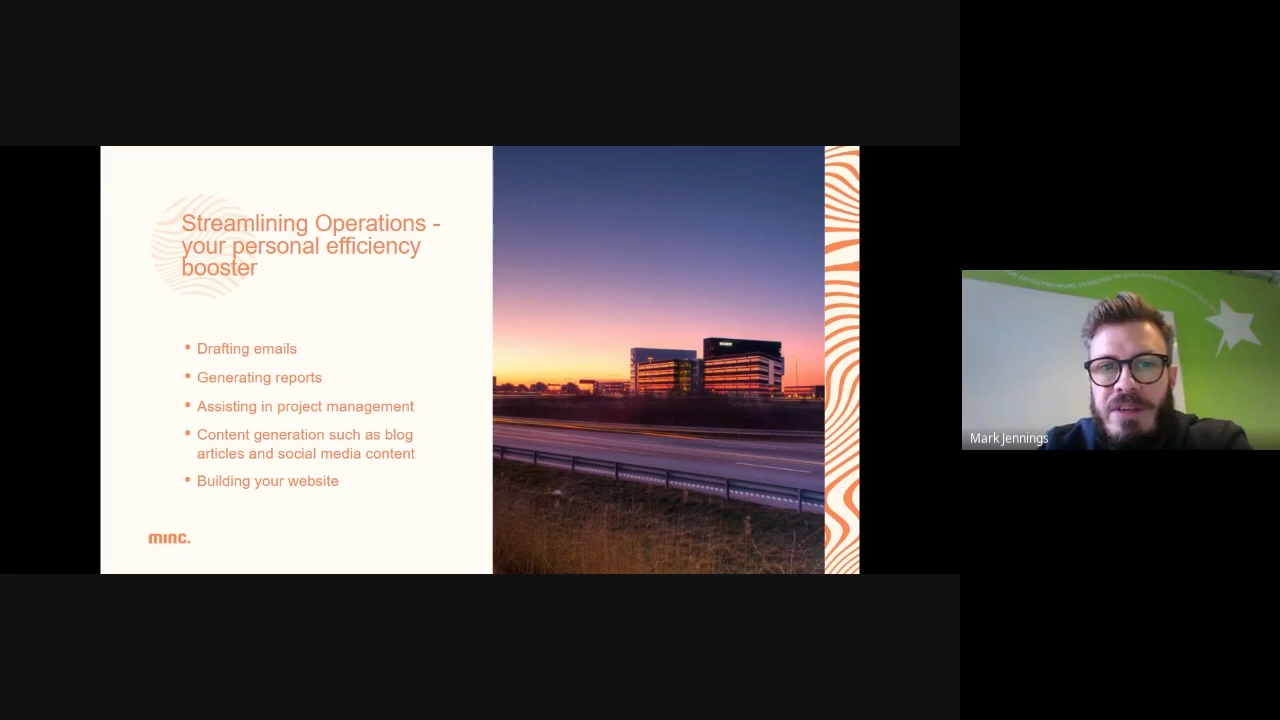 Streamlining Operations -
your personal efficiency
booster
• Drafting emails
• Generating reports
• Assisting in project management
• Content generation such as blog
articles and social media content
• Building your website
minc.
Mark Jennings